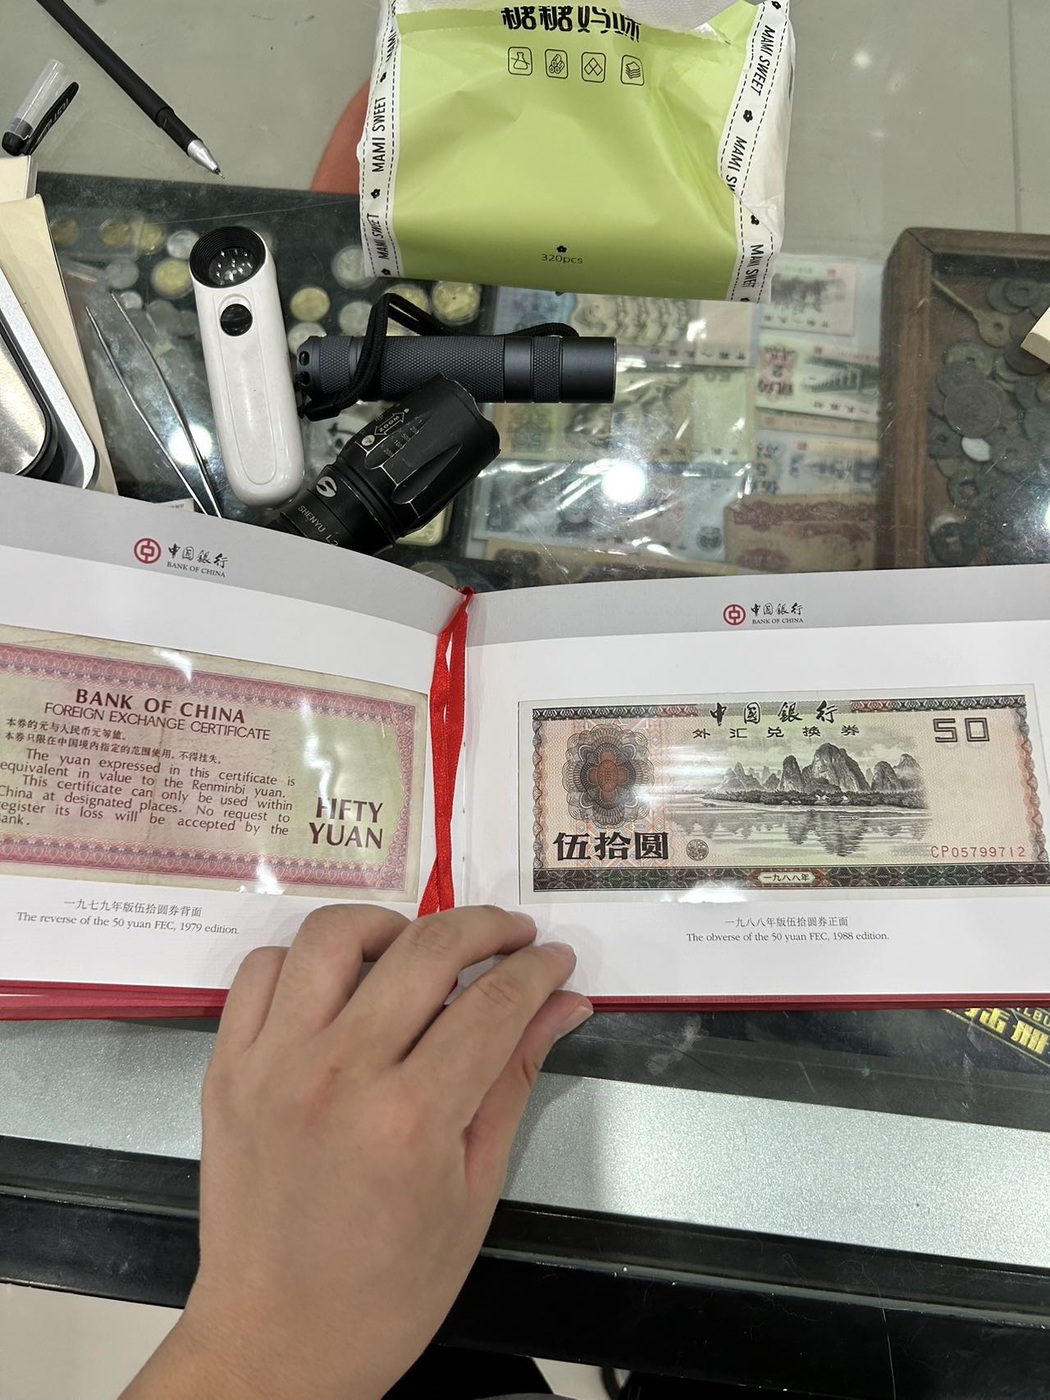 糖糖妈咪
MAMI SWEET
MAMI SWEET
MAMI SWEET
MAMI SWEET
320pcs
SHENYU
中国银行
BANK OF CHINA
BANK OF CHINA
FOREIGN EXCHANGE CERTIFICATE
本券的元与人民币元等值。
本券只限在中国境内指定的范围使用，不得挂失。
The yuan expressed in this certificate is
equivalent in value to the Renminbi yuan.
This certificate can only be used within
China at designated places. No request to
register its loss will be accepted by the
Bank.
FIFTY
YUAN
一九七九年版伍拾圆券背面
The reverse of the 50 yuan FEC, 1979 edition.
中国银行
BANK OF CHINA
中国银行
外汇兑换券
50
伍拾圆
CP05799712
一九八八年
一九八八年版伍拾圆券正面
The obverse of the 50 yuan FEC, 1988 edition.